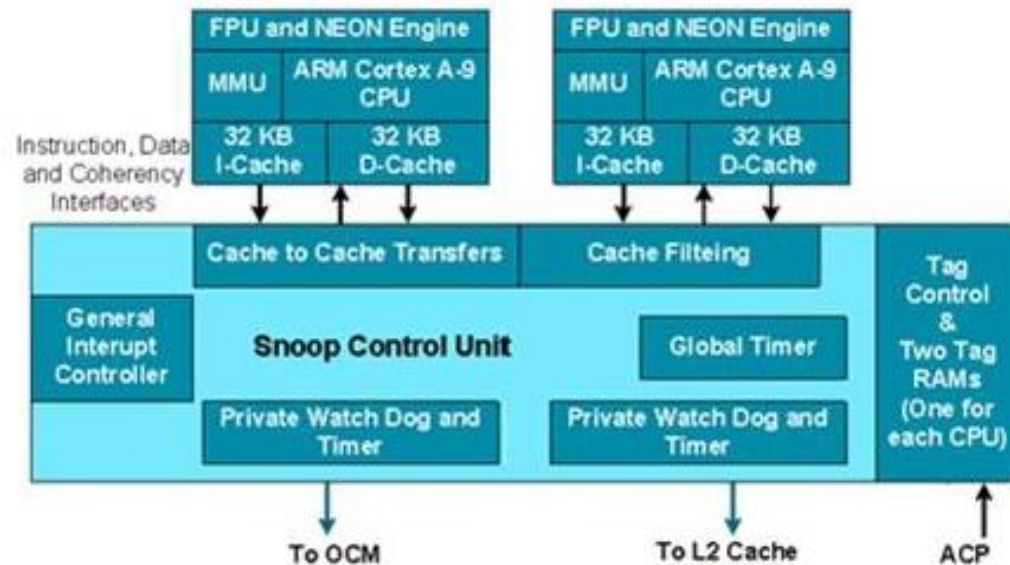 FPU and NEON Engine
MMU
ARM Cortex A-9
CPU
32 KB
I-Cache
32 KB
D-Cache
FPU and NEON Engine
MMU
ARM Cortex A-9
CPU
32 KB
I-Cache
32 KB
D-Cache
Instruction, Data
and Coherency
Interfaces
Cache to Cache Transfers
Cache Filteing
Tag
Control
&
Two Tag
RAMs
(One for
each CPU)
General
Interupt
Controller
Snoop Control Unit
Global Timer
Private Watch Dog and
Timer
Private Watch Dog and
Timer
To OCM
To L2 Cache
ACP